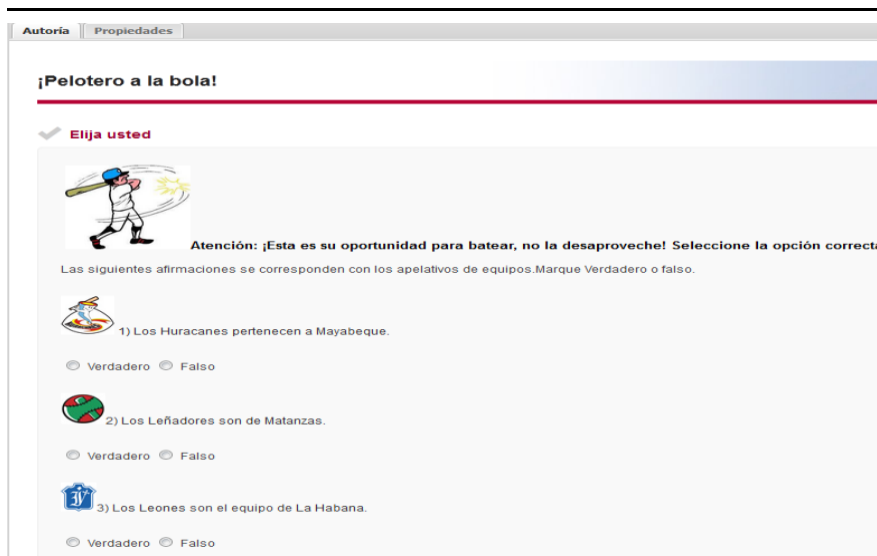 Autoría Propiedades
¡Pelotero a la bola!
Elija usted
Atención: ¡Esta es su oportunidad para batear, no la desaproveche! Seleccione la opción correcta
Las siguientes afirmaciones se corresponden con los apelativos de equipos.Marque Verdadero o falso.
1) Los Huracanes pertenecen a Mayabeque.
Verdadero Falso
2) Los Leñadores son de Matanzas.
Verdadero Falso
3) Los Leones son el equipo de La Habana.
Verdadero Falso